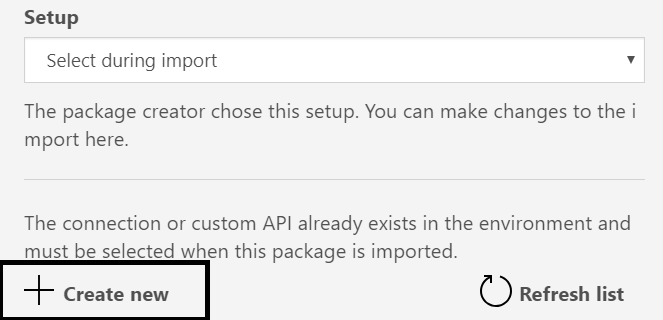 Setup
Select during import
The package creator chose this setup. You can make changes to the i
mport here.
The connection or custom API already exists in the environment and
must be selected when this package is imported.
Create new
Refresh list